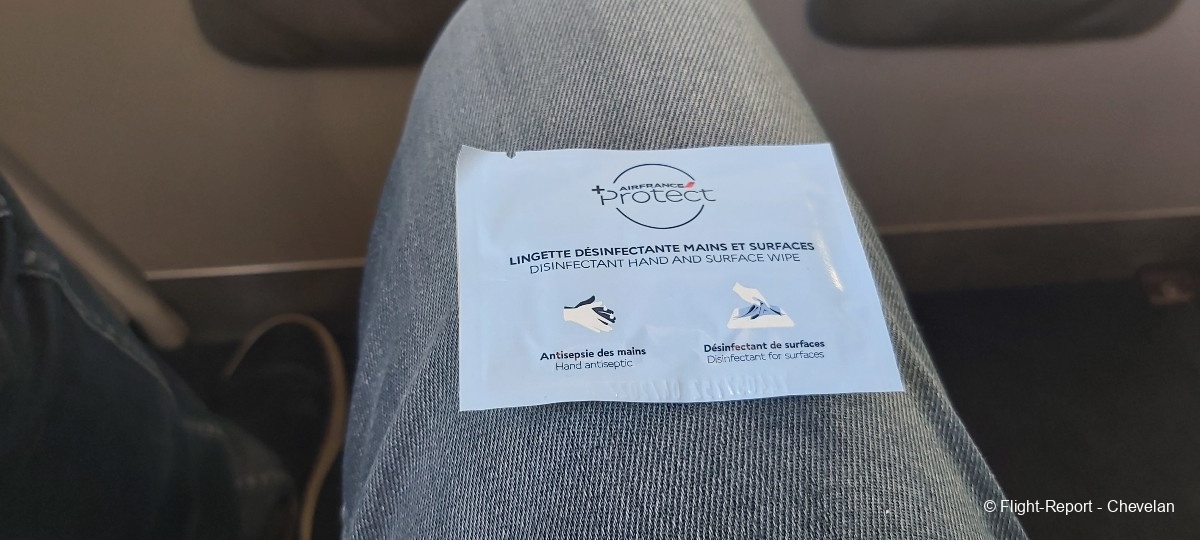 AIRFRANCE
+Protect
LINGETTE DÉSINFECTANTE MAINS ET SURFACES
DISINFECTANT HAND AND SURFACE WIPE
Antisepsie des mains
Hand antiseptic
Désinfectant de surfaces
Disinfectant for surfaces
© Flight-Report - Chevelan